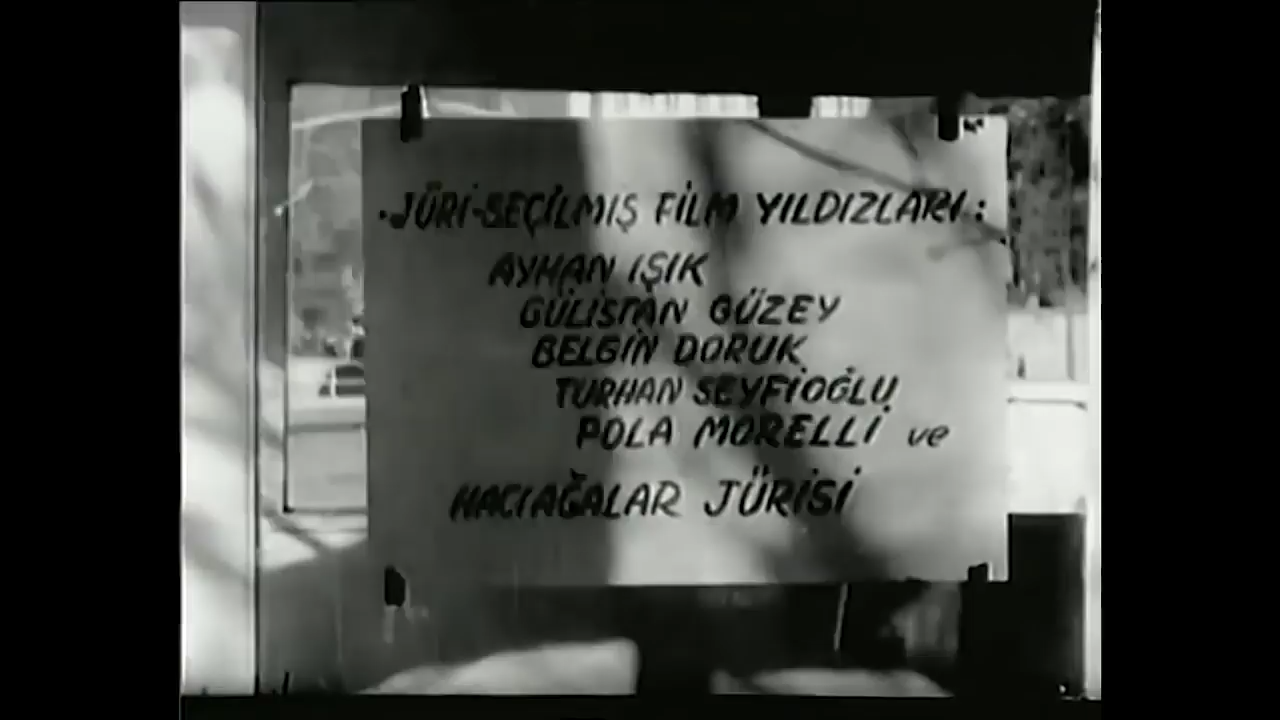 .JÜRİ-SEÇİLMİŞ FİLM YILDIZLARI:
AYHAN IŞIK
GÜLİSTAN GÜZEY
BELGİN DORUK
TURHAN SEYFİOĞLU
POLA MORELLİ ve
HACIAĞALAR JÜRİSİ